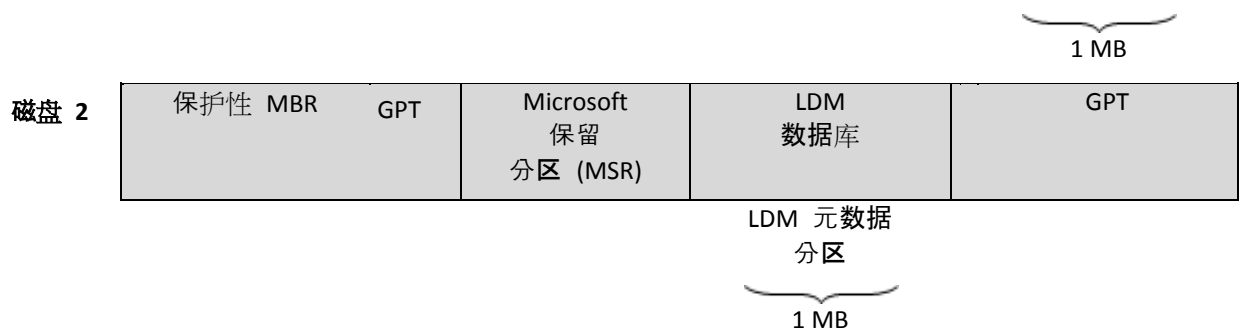 1 MB
磁盘 2
保护性 MBR
GPT
Microsoft
保留
分区 (MSR)
LDM
数据库
GPT
LDM 元数据
分区
1 MB